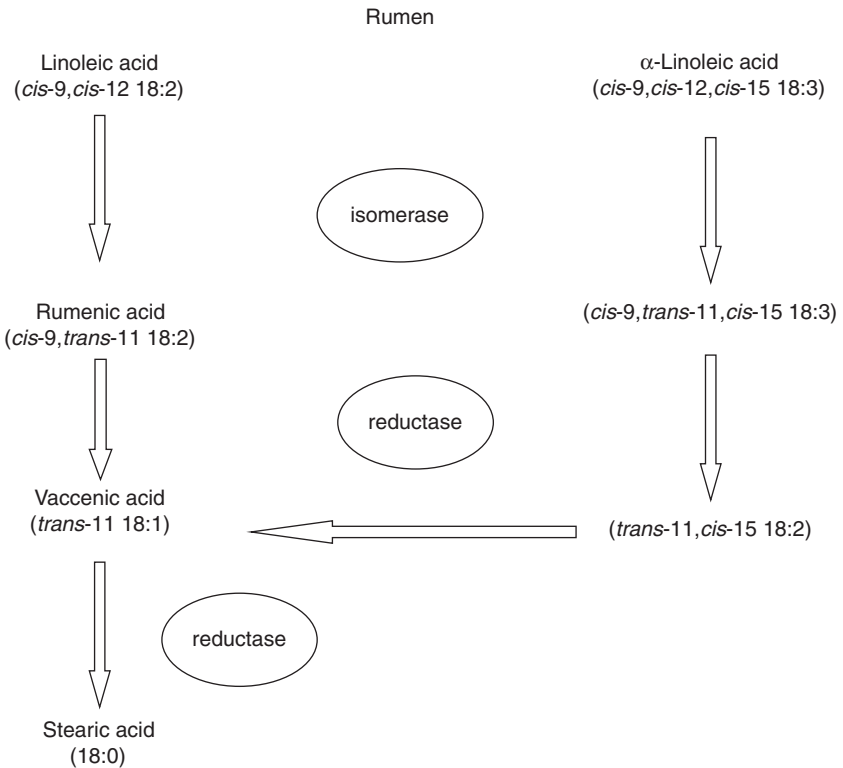 Rumen
Linoleic acid
(cis-9,cis-12 18:2)
α-Linoleic acid
(cis-9,cis-12,cis-15 18:3)
isomerase
Rumenic acid
(cis-9,trans-11 18:2)
(cis-9,trans-11,cis-15 18:3)
reductase
Vaccenic acid
(trans-11 18:1)
(trans-11,cis-15 18:2)
reductase
Stearic acid
(18:0)